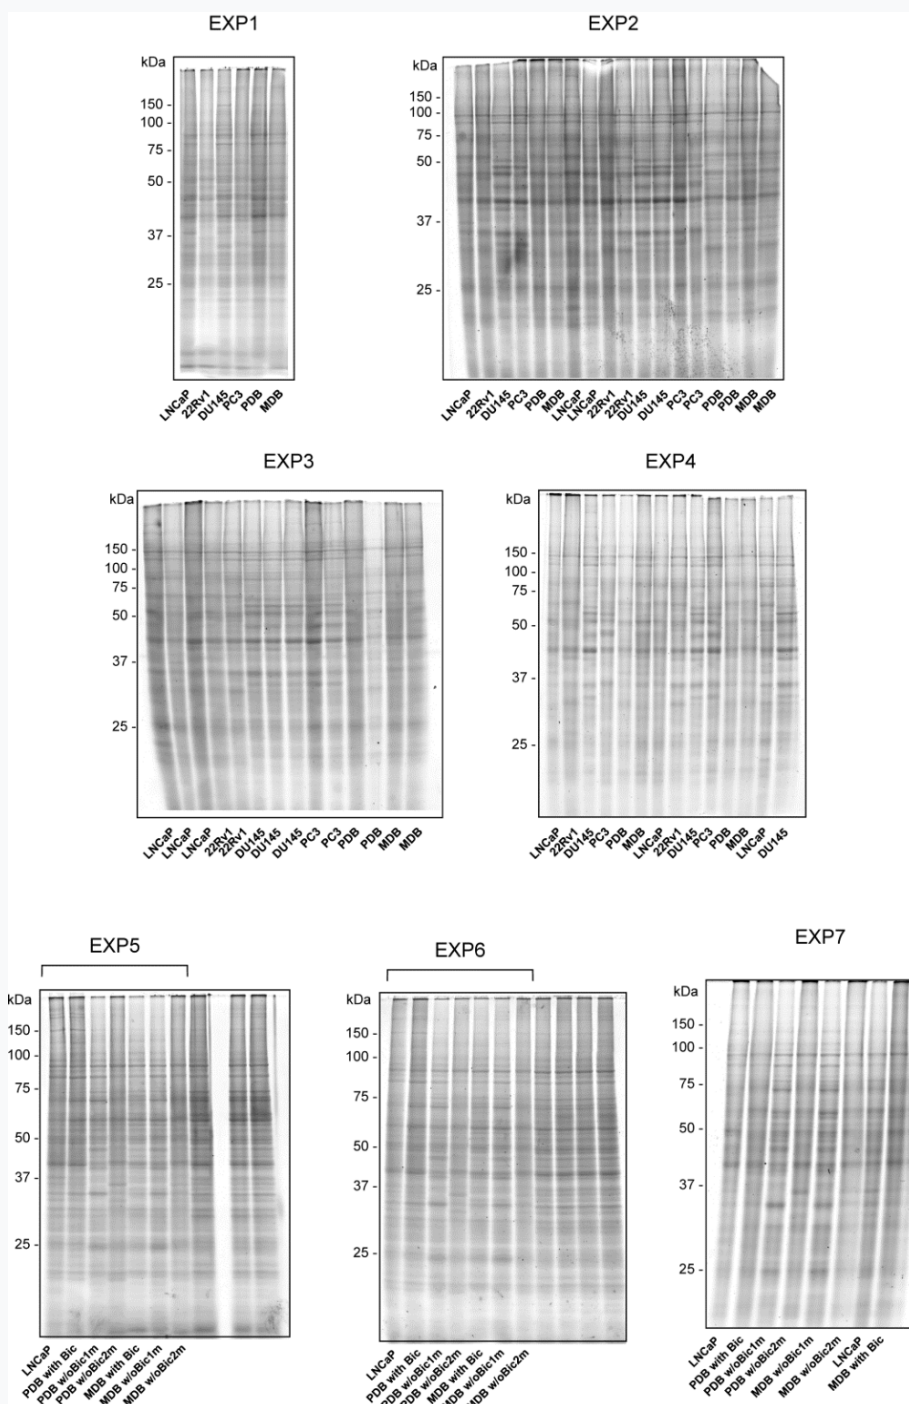 EXP1
kDa
150 -
100 -
75 -
50 -
37 -
25 -
LNCaP
22Rv1
DU145
PC3
PDB
MDB
EXP2
kDa
150 -
100 -
75 -
50 -
37 -
25 -
LNCaP
22Rv1
DU145
PC3
PDB
MDB
LNCaP
LNCaP
22Rv1
22Rv1
DU145
DU145
PC3
PC3
PDB
PDB
MDB
MDB
EXP3
kDa
150 -
100 -
75 -
50 -
37 -
25 -
LNCaP
LNCaP
LNCaP
22Rv1
22Rv1
DU145
DU145
DU145
PC3
PC3
PDB
PDB
MDB
MDB
EXP4
kDa
150 -
100 -
75 -
50 -
37 -
25 -
LNCaP
22Rv1
DU145
PC3
PDB
MDB
LNCaP
22Rv1
DU145
PC3
PDB
MDB
LNCaP
DU145
EXP5
kDa
150 -
100 -
75 -
50 -
37 -
25 -
LNCaP
PDB with Bic
PDB w/oBic1m
PDB w/oBic2m
MDB with Bic
MDB w/oBic1m
MDB w/oBic2m
EXP6
kDa
150 -
100 -
75 -
50 -
37 -
25 -
LNCaP
PDB with Bic
PDB w/oBic1m
PDB w/oBic2m
MDB with Bic
MDB w/oBic1m
MDB w/oBic2m
EXP7
kDa
150 -
100 -
75 -
50 -
37 -
25 -
LNCaP
PDB with Bic
PDB w/oBic1m
PDB w/oBic2m
MDB w/oBic1m
MDB w/oBic2m
LNCaP
MDB with Bic